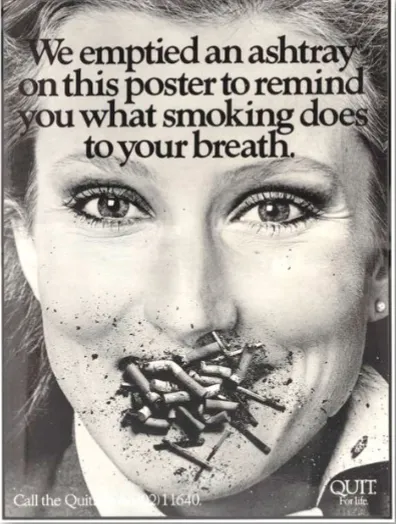 We emptied an ashtray
on this poster to remind
you what smoking does
to your breath.
Call the Quit
2)11640.
QUIT.
For life.